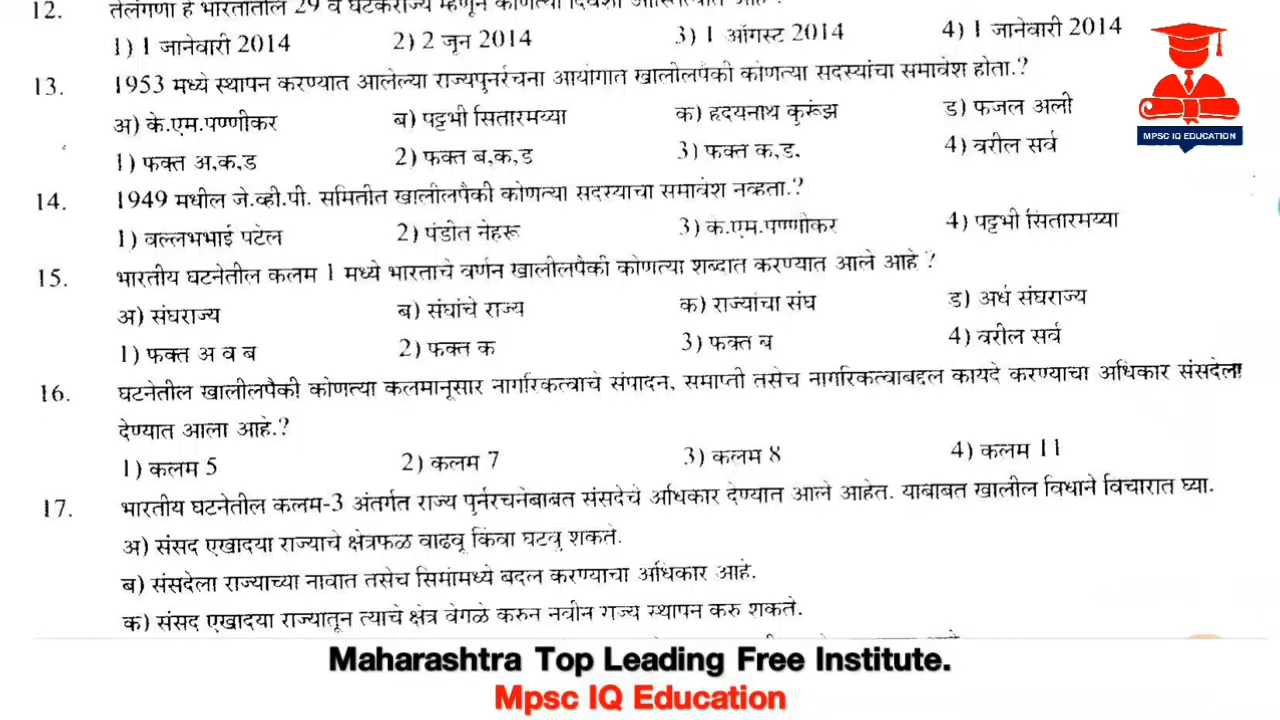 12. तेलंगणा हे भारतातील 29 वे घटकराज्य म्हणून कोणत्या दिवशी अस्तित्वात आहे ?
1) 1 जानेवारी 2014 2) 2 जून 2014 3) 1 ऑगस्ट 2014 4) 1 जानेवारी 2014
13. 1953 मध्ये स्थापन करण्यात आलेल्या राज्यपुनर्रचना आयोगात खालीलपैकी कोणत्या सदस्यांचा समावेश होता.?
अ) के.एम.पण्णीकर ब) पट्टभी सितारमय्या क) हृदयनाथ कुरूंझ ड) फजल अली
1) फक्त अ,क,ड 2) फक्त ब,क,ड 3) फक्त क,ड. 4) वरील सर्व
14. 1949 मधील जे.व्ही.पी. समितीत खालीलपैकी कोणत्या सदस्याचा समावेश नव्हता.?
1) वल्लभभाई पटेल 2) पंडीत नेहरू 3) के.एम.पण्णीकर 4) पट्टभी सितारमय्या
15. भारतीय घटनेतील कलम 1 मध्ये भारताचे वर्णन खालीलपैकी कोणत्या शब्दात करण्यात आले आहे ?
अ) संघराज्य ब) संघांचे राज्य क) राज्यांचा संघ ड) अर्ध संघराज्य
1) फक्त अ व ब 2) फक्त क 3) फक्त ब 4) वरील सर्व
16. घटनेतील खालीलपैकी कोणत्या कलमानूसार नागरिकत्वाचे संपादन, समाप्ती तसेच नागरिकत्वाबद्दल कायदे करण्याचा अधिकार संसदेला
देण्यात आला आहे.?
1) कलम 5 2) कलम 7 3) कलम 8 4) कलम 11
17. भारतीय घटनेतील कलम-3 अंतर्गत राज्य पुर्नरचनेबाबत संसदेचे अधिकार देण्यात आले आहेत. याबाबत खालील विधाने विचारात घ्या.
अ) संसद एखादया राज्याचे क्षेत्रफळ वाढवू किंवा घटवु शकते.
ब) संसदेला राज्याच्या नावात तसेच सिमांमध्ये बदल करण्याचा अधिकार आहे.
क) संसद एखादया राज्यातून त्याचे क्षेत्र वेगळे करुन नवीन राज्य स्थापन करु शकते.
MPSC IQ EDUCATION
Maharashtra Top Leading Free Institute.
Mpsc IQ Education